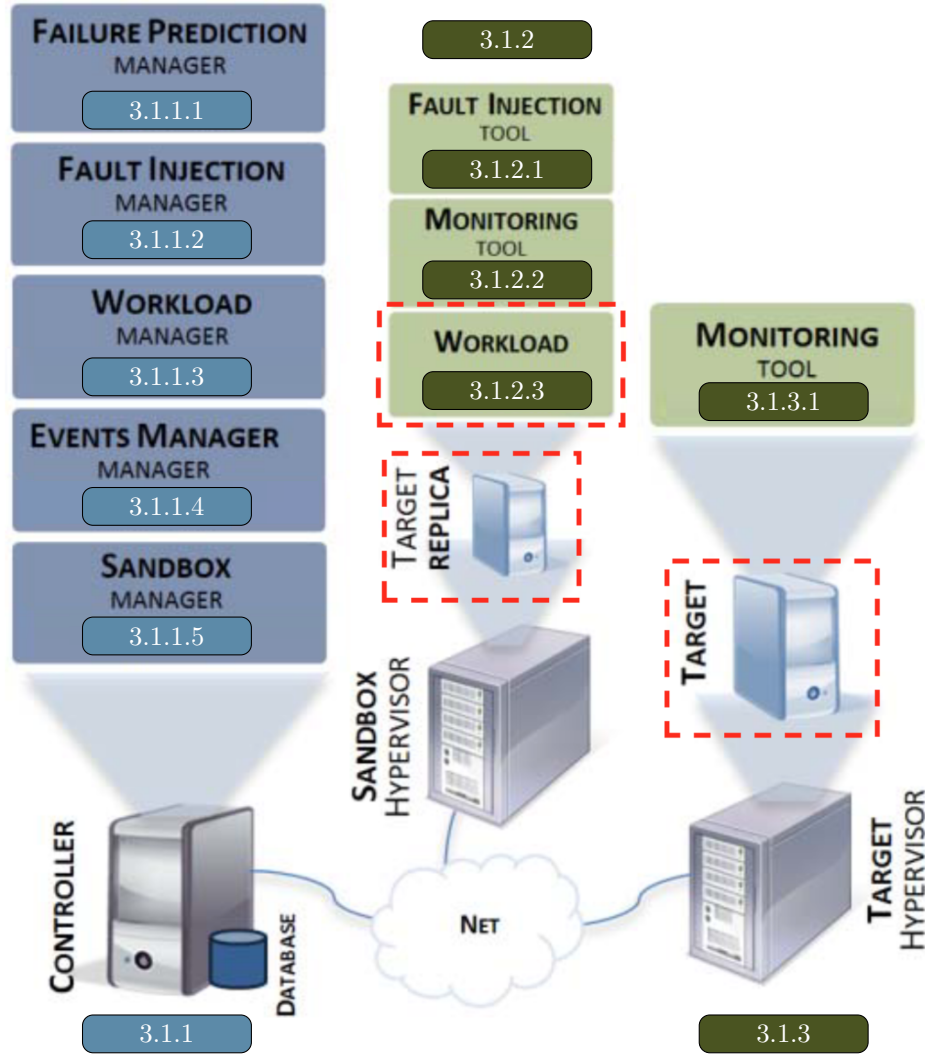 FAILURE PREDICTION
MANAGER
3.1.1.1
FAULT INJECTION
MANAGER
3.1.1.2
WORKLOAD
MANAGER
3.1.1.3
EVENTS MANAGER
MANAGER
3.1.1.4
SANDBOX
MANAGER
3.1.1.5
CONTROLLER
DATABASE
3.1.1
3.1.2
FAULT INJECTION
TOOL
3.1.2.1
MONITORING
TOOL
3.1.2.2
WORKLOAD
3.1.2.3
TARGET
REPLICA
SANDBOX
HYPERVISOR
NET
MONITORING
TOOL
3.1.3.1
TARGET
TARGET
HYPERVISOR
3.1.3